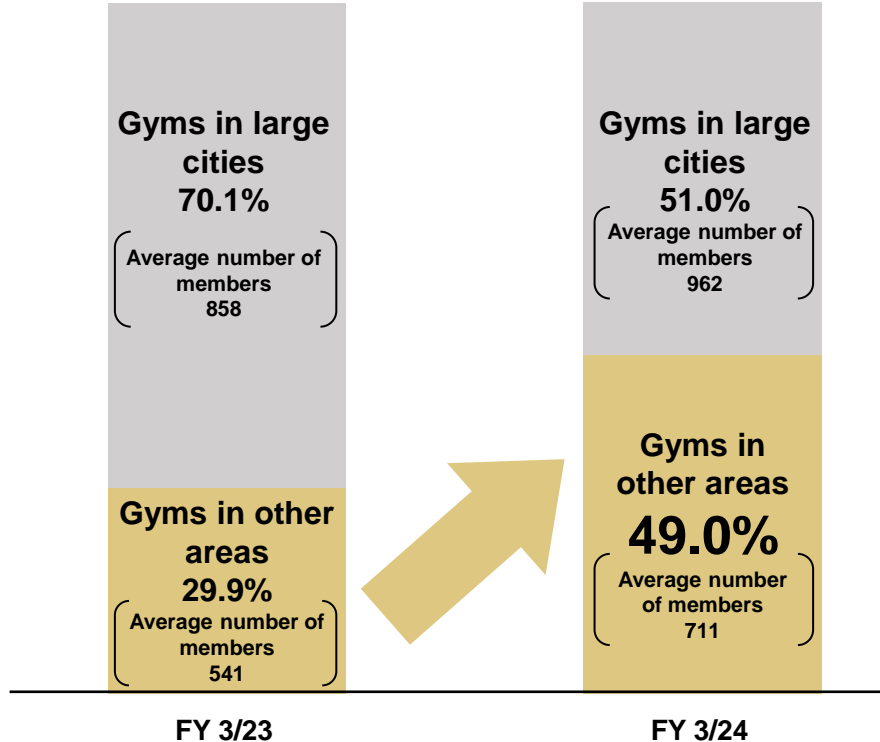 Gyms in large
cities
70.1%
Average number of
members
858
Gyms in other
areas
29.9%
Average number of
members
541
FY 3/23
Gyms in large
cities
51.0%
Average number of
members
962
Gyms in
other areas
49.0%
Average number
of members
711
FY 3/24